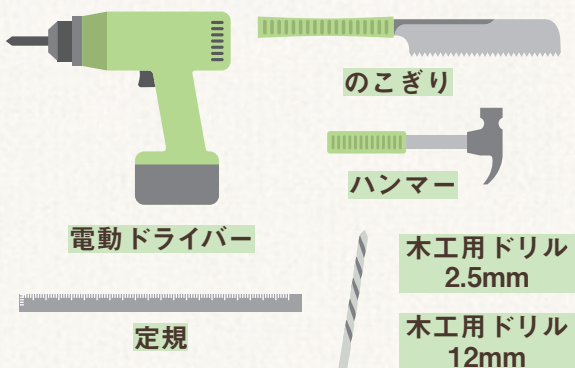 のこぎり
ハンマー
電動ドライバー
木工用ドリル
2.5mm
定規
木工用ドリル
12mm